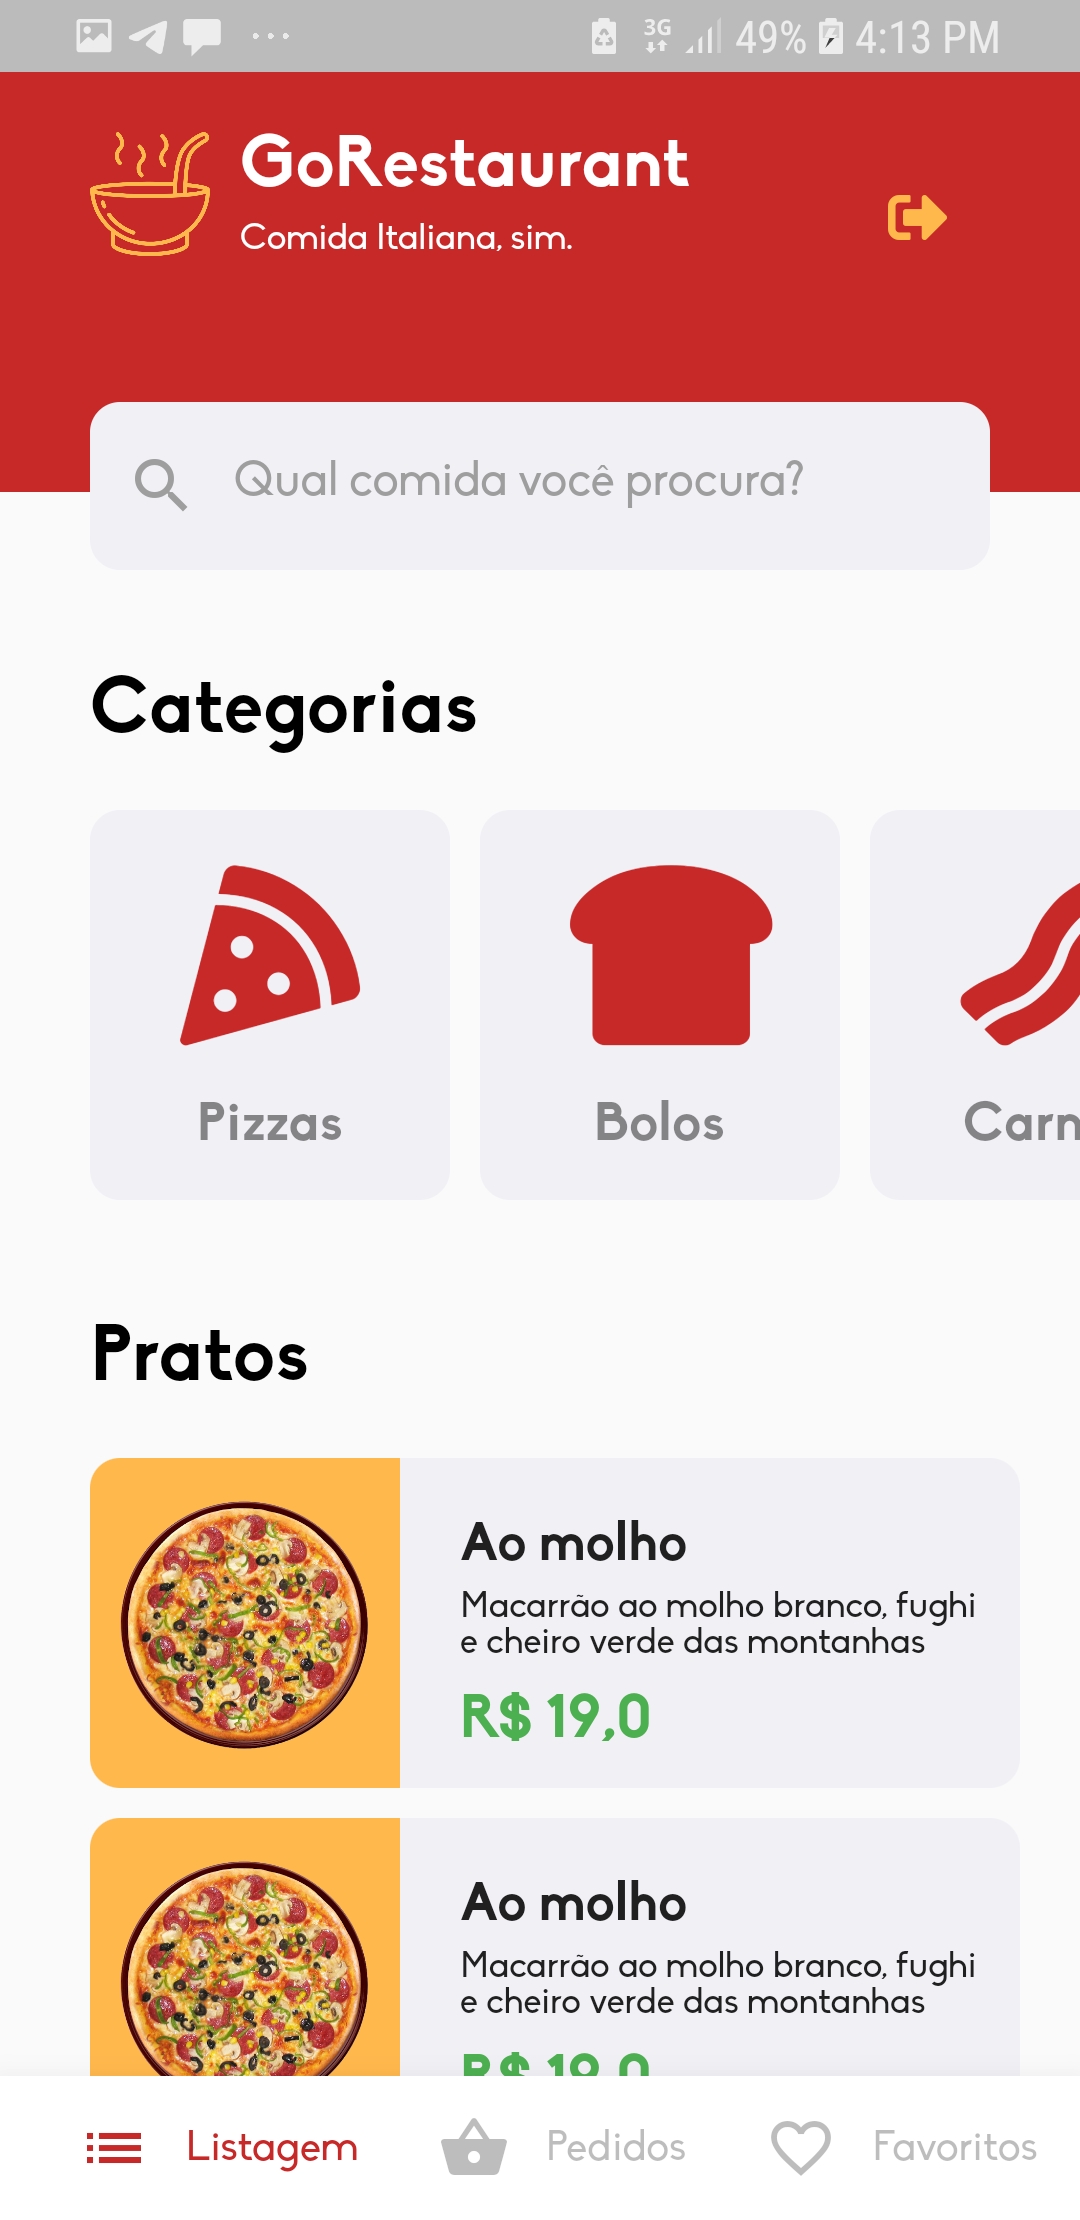 3G 49% 4:13 PM
GoRestaurant
Comida Italiana, sim.
Qual comida você procura?
Categorias
Pizzas
Bolos
Carn
Pratos
Ao molho
Macarrão ao molho branco, fughi
e cheiro verde das montanhas
R$ 19,0
Ao molho
Macarrão ao molho branco, fughi
e cheiro verde das montanhas
R$ 19,0
Listagem
Pedidos
Favoritos